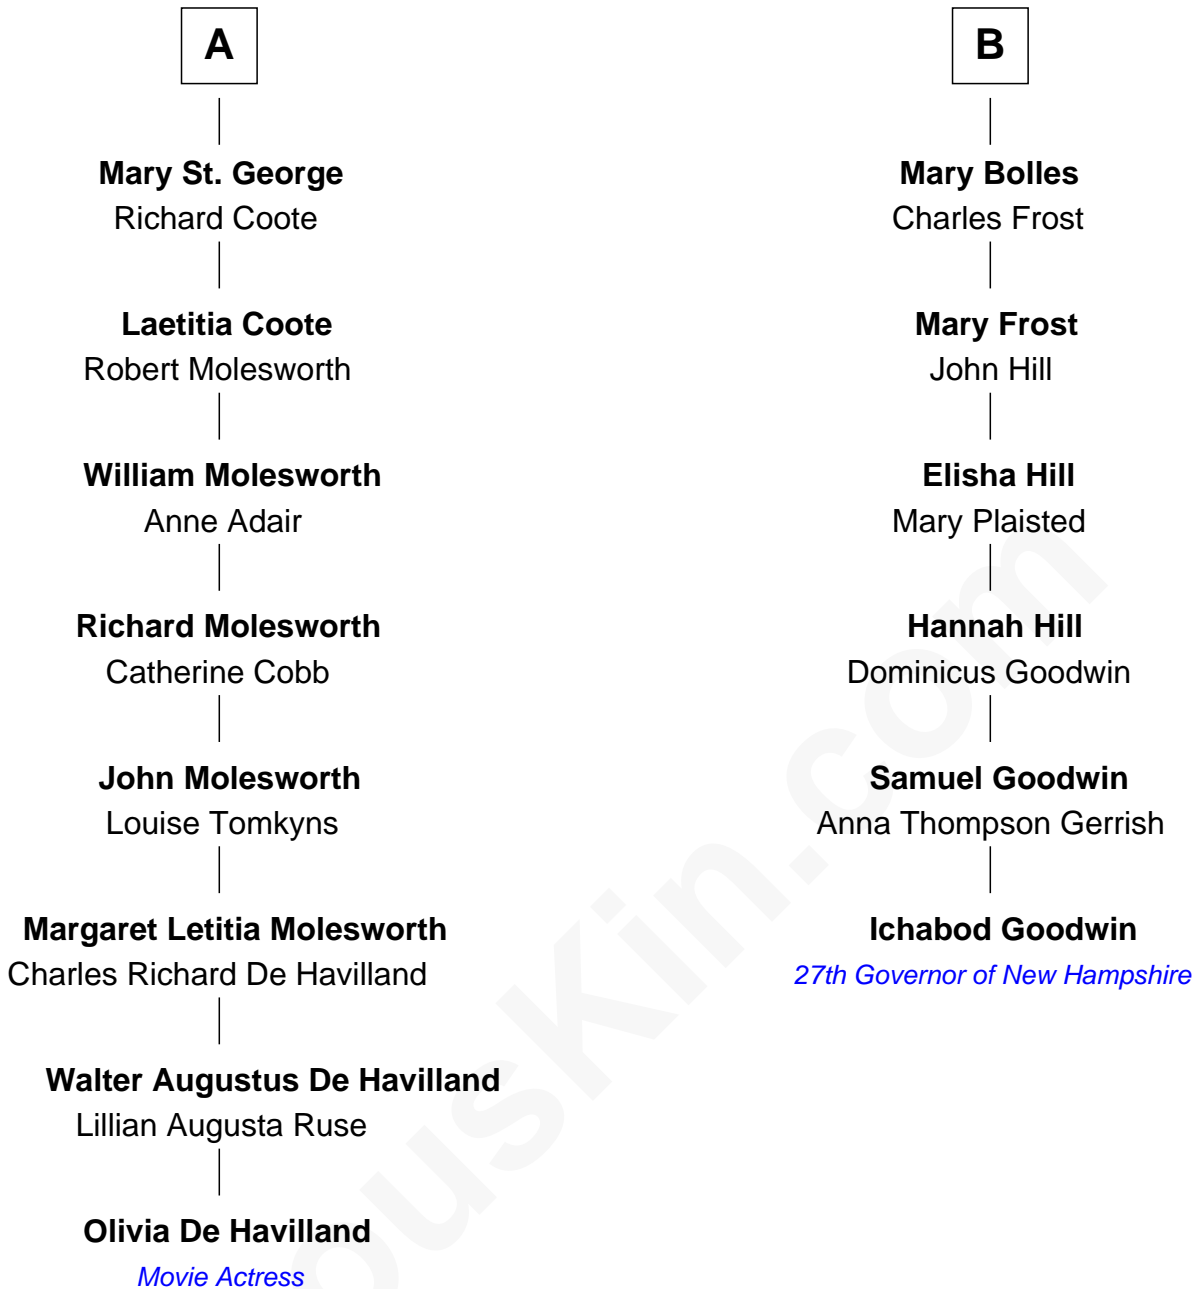 A
Mary St. George
Richard Coote
Laetitia Coote
Robert Molesworth
William Molesworth
Anne Adair
Richard Molesworth
Catherine Cobb
John Molesworth
Louise Tomkyns
Margaret Letitia Molesworth
Charles Richard De Havilland
Walter Augustus De Havilland
Lillian Augusta Ruse
Olivia De Havilland
Movie Actress
B
Mary Bolles
Charles Frost
Mary Frost
John Hill
Elisha Hill
Mary Plaisted
Hannah Hill
Dominicus Goodwin
Samuel Goodwin
Anna Thompson Gerrish
Ichabod Goodwin
27th Governor of New Hampshire
ousKin.com